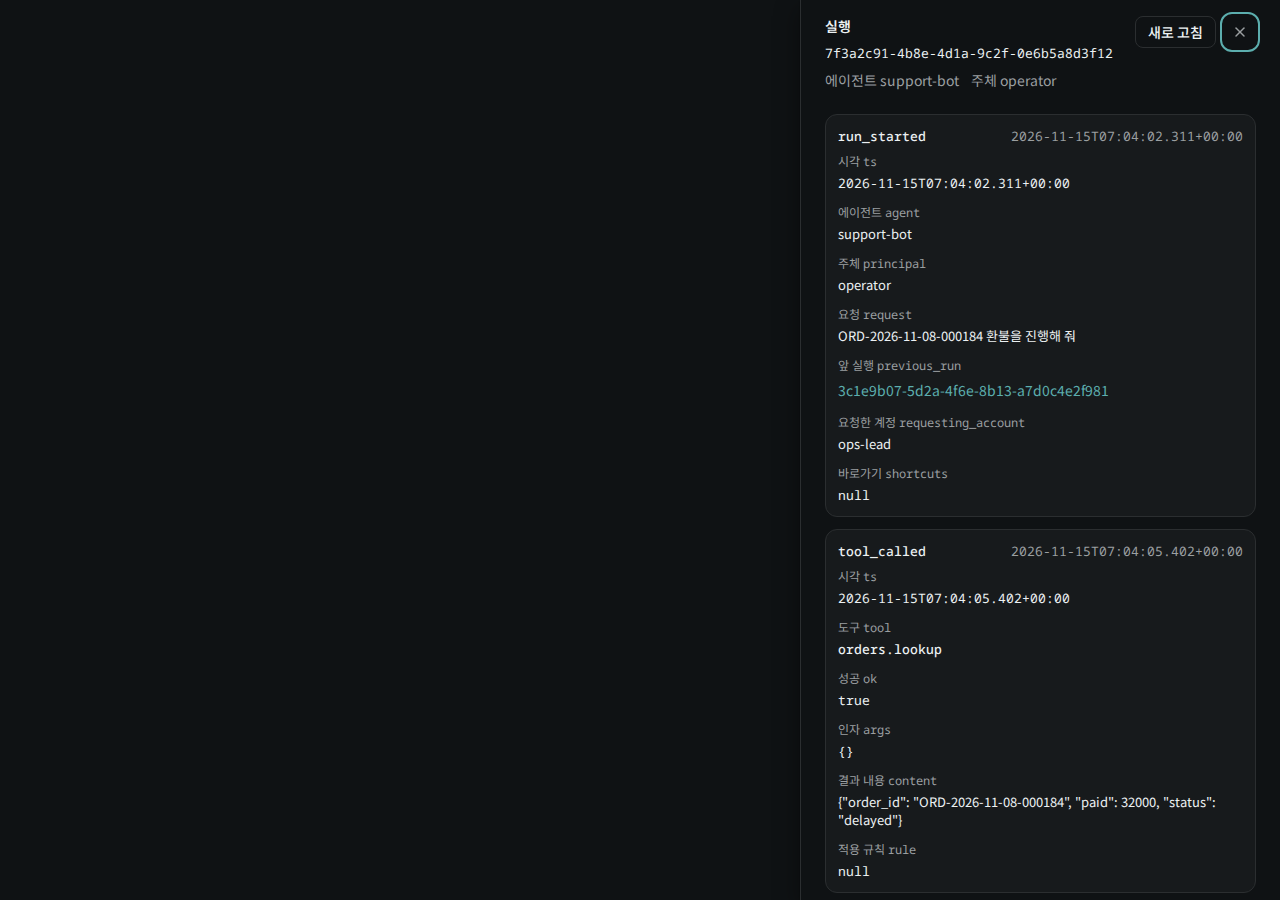 실행
새로 고침
7f3a2c91-4b8e-4d1a-9c2f-0e6b5a8d3f12
에이전트 support-bot 주체 operator
run_started 2026-11-15T07:04:02.311+00:00
시각 ts
2026-11-15T07:04:02.311+00:00
에이전트 agent
support-bot
주체 principal
operator
요청 request
ORD-2026-11-08-000184 환불을 진행해 줘
앞 실행 previous_run
3c1e9b07-5d2a-4f6e-8b13-a7d0c4e2f981
요청한 계정 requesting_account
ops-lead
바로가기 shortcuts
null
tool_called 2026-11-15T07:04:05.402+00:00
시각 ts
2026-11-15T07:04:05.402+00:00
도구 tool
orders.lookup
성공 ok
true
인자 args
{}
결과 내용 content
{"order_id": "ORD-2026-11-08-000184", "paid": 32000, "status":
"delayed"}
적용 규칙 rule
null